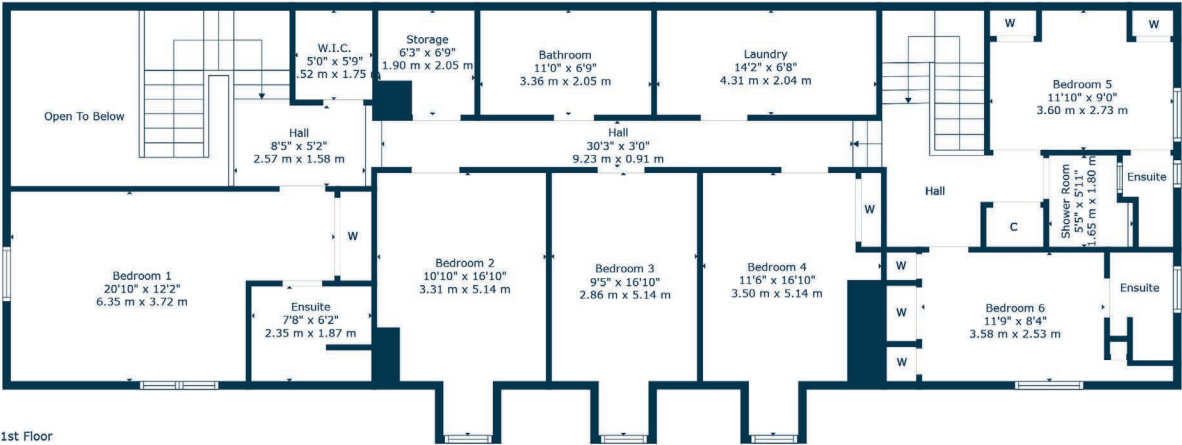 W.I.C.
5'0" x 5'9"
.52 m x 1.75
Storage
6'3" x 6'9"
1.90 m x 2.05 m
Bathroom
11'0" x 6'9"
3.36 m x 2.05 m
Laundry
14'2" x 6'8"
4.31 m x 2.04 m
W
W
Bedroom 5
11'10" x 9'0"
3.60 m x 2.73 m
Open To Below
Hall
8'5" x 5'2"
2.57 m x 1.58 m
Hall
30'3" x 3'0"
9.23 m x 0.91 m
Hall
Shower Room
5'5" x 5'11"
1.65 m x 1.80 m
Ensuite
C
W
W
Bedroom 1
20'10" x 12'2"
6.35 m x 3.72 m
Ensuite
7'8" x 6'2"
2.35 m x 1.87 m
Bedroom 2
10'10" x 16'10"
3.31 m x 5.14 m
Bedroom 3
9'5" x 16'10"
2.86 m x 5.14 m
Bedroom 4
11'6" x 16'10"
3.50 m x 5.14 m
W
W
W
Bedroom 6
11'9" x 8'4"
3.58 m x 2.53 m
Ensuite
1st Floor